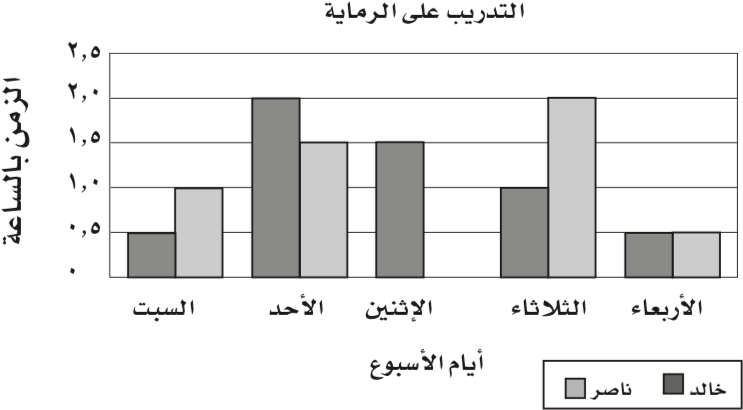 التدريب على الرماية
الزمن بالساعة
٢,٥
٢,٠
١,٥
١,٠
٠,٥
٠
السبت الأحد الإثنين الثلاثاء الأربعاء
أيام الأسبوع
خالد ناصر